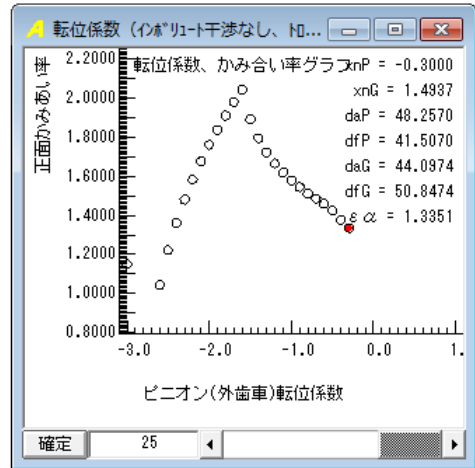 転位係数 (インボリュート干渉なし、トロ...
2.2000
転位係数、かみ合い率グラフ
xnP = -0.3000
2.0000
xnG = 1.4937
daP = 48.2570
1.8000
dfP = 41.5070
1.6000
daG = 44.0974
dfG = 50.8474
1.4000
εα = 1.3351
1.2000
1.0000
0.8000
正面かみあい率
-3.0 -2.0 -1.0 0.0 1.
ピニオン(外歯車)転位係数
確定 25